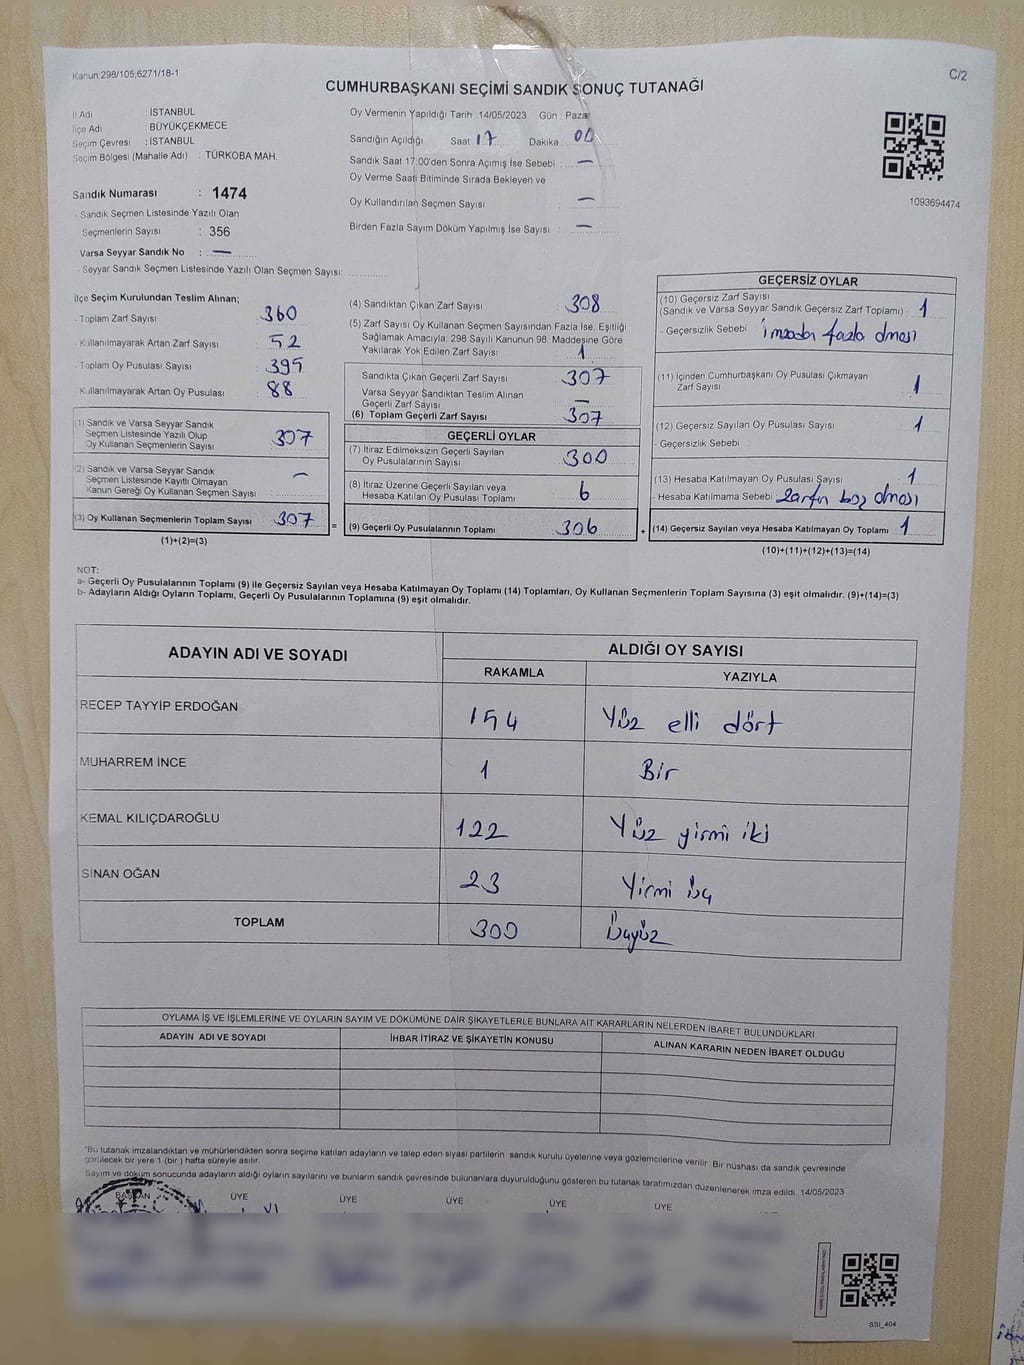 Kanun;298/105,6271/18-1
C/2
CUMHURBAŞKANI SEÇİMİ SANDIK SONUÇ TUTANAĞI
İl Adı : İSTANBUL
İlçe Adı : BÜYÜKÇEKMECE
Seçim Çevresi : İSTANBUL
Seçim Bölgesi (Mahalle Adı) : TÜRKOBA MAH.
Sandık Numarası : 1474
- Sandık Seçmen Listesinde Yazılı Olan
Seçmenlerin Sayısı : 356
Varsa Seyyar Sandık No : —
- Seyyar Sandık Seçmen Listesinde Yazılı Olan Seçmen Sayısı:
Oy Vermenin Yapıldığı Tarih :14/05/2023 Gün : Pazar
Sandığın Açıldığı Saat 17 Dakika : 00
Sandık Saat 17:00'den Sonra Açımış İse Sebebi : —
Oy Verme Saati Bitiminde Sırada Bekleyen ve
Oy Kullandırılan Seçmen Sayısı : —
Birden Fazla Sayım Döküm Yapılmış İse Sayısı : —
1093694474
İlçe Seçim Kurulundan Teslim Alınan;
- Toplam Zarf Sayısı : 360
- Kullanılmayarak Artan Zarf Sayısı : 52
- Toplam Oy Pusulası Sayısı : 395
- Kullanılmayarak Artan Oy Pusulası : 88
(1) Sandık ve Varsa Seyyar Sandık
Seçmen Listesinde Yazılı Olup
Oy Kullanan Seçmenlerin Sayısı : 307
(2) Sandık ve Varsa Seyyar Sandık
Seçmen Listesinde Kayıtlı Olmayan
Kanun Gereği Oy Kullanan Seçmen Sayısı : —
(3) Oy Kullanan Seçmenlerin Toplam Sayısı : 307 =
(1)+(2)=(3)
(4) Sandıktan Çıkan Zarf Sayısı : 308
(5) Zarf Sayısı Oy Kullanan Seçmen Sayısından Fazla İse, Eşitliği
Sağlamak Amacıyla; 298 Sayılı Kanunun 98. Maddesine Göre
Yakılarak Yok Edilen Zarf Sayısı : 1
Sandıkta Çıkan Geçerli Zarf Sayısı : 307
Varsa Seyyar Sandıktan Teslim Alınan
Geçerli Zarf Sayısı : —
(6) Toplam Geçerli Zarf Sayısı : 307
GEÇERLİ OYLAR
(7) İtiraz Edilmeksizin Geçerli Sayılan
Oy Pusulalarının Sayısı : 300
(8) İtiraz Üzerine Geçerli Sayılan veya
Hesaba Katılan Oy Pusulası Toplamı : 6
(9) Geçerli Oy Pusulalarının Toplamı : 306 +
GEÇERSİZ OYLAR
(10) Geçersiz Zarf Sayısı
(Sandık ve Varsa Seyyar Sandık Geçersiz Zarf Toplamı) : 1
- Geçersizlik Sebebi : imzadan fazla olması
(11) İçinden Cumhurbaşkanı Oy Pusulası Çıkmayan
Zarf Sayısı : 1
(12) Geçersiz Sayılan Oy Pusulası Sayısı : 1
- Geçersizlik Sebebi :
(13) Hesaba Katılmayan Oy Pusulası Sayısı : 1
- Hesaba Katılmama Sebebi : zarfın boş olması
(14) Geçersiz Sayılan veya Hesaba Katılmayan Oy Toplamı : 1
(10)+(11)+(12)+(13)=(14)
NOT:
a- Geçerli Oy Pusulalarının Toplamı (9) ile Geçersiz Sayılan veya Hesaba Katılmayan Oy Toplamı (14) Toplamları, Oy Kullanan Seçmenlerin Toplam Sayısına (3) eşit olmalıdır. (9)+(14)=(3)
b- Adayların Aldığı Oyların Toplamı, Geçerli Oy Pusulalarının Toplamına (9) eşit olmalıdır.
ADAYIN ADI VE SOYADI
ALDIĞI OY SAYISI
RAKAMLA YAZIYLA
RECEP TAYYİP ERDOĞAN 154 Yüz elli dört
MUHARREM İNCE 1 Bir
KEMAL KILIÇDAROĞLU 122 Yüz yirmi iki
SİNAN OĞAN 23 Yirmi üç
TOPLAM 300 Üçyüz
OYLAMA İŞ VE İŞLEMLERİNE VE OYLARIN SAYIM VE DÖKÜMÜNE DAİR ŞİKAYETLERLE BUNLARA AİT KARARLARIN NELERDEN İBARET BULUNDUKLARI
ADAYIN ADI VE SOYADI İHBAR İTİRAZ VE ŞİKAYETİN KONUSU ALINAN KARARIN NEDEN İBARET OLDUĞU
*Bu tutanak imzalandıktan ve mühürlendikten sonra seçime katılan adayların ve talep eden siyasi partilerin sandık kurulu üyelerine veya gözlemcilerine verilir. Bir nüshası da sandık çevresinde
görülecek bir yere 1 (bir) hafta süreyle asılır.
Sayım ve döküm sonucunda adayların aldığı oyların sayılarını ve bunların sandık çevresinde bulunanlara duyurulduğunu gösteren bu tutanak tarafımızdan düzenlenerek imza edildi. 14/05/2023
BAŞKAN ÜYE ÜYE ÜYE ÜYE ÜYE
SSİ_404